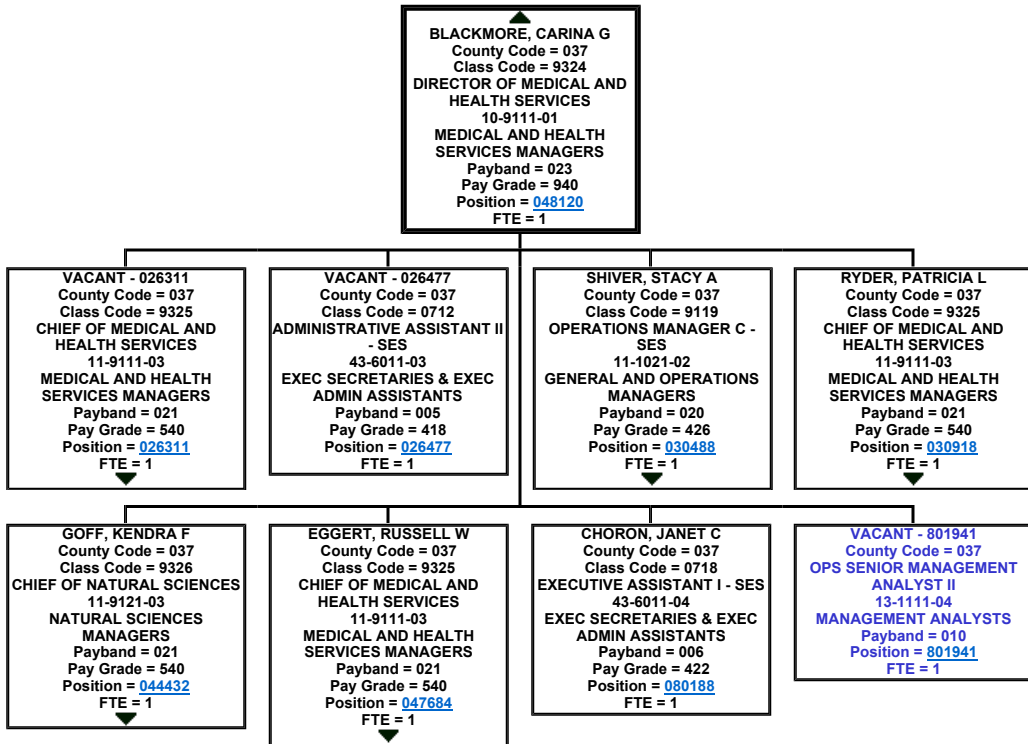 BLACKMORE, CARINA G
County Code = 037
Class Code = 9324
DIRECTOR OF MEDICAL AND
HEALTH SERVICES
10-9111-01
MEDICAL AND HEALTH
SERVICES MANAGERS
Payband = 023
Pay Grade = 940
Position = 048120
FTE = 1
VACANT - 026311
County Code = 037
Class Code = 9325
CHIEF OF MEDICAL AND
HEALTH SERVICES
11-9111-03
MEDICAL AND HEALTH
SERVICES MANAGERS
Payband = 021
Pay Grade = 540
Position = 026311
FTE = 1
VACANT - 026477
County Code = 037
Class Code = 0712
ADMINISTRATIVE ASSISTANT II
- SES
43-6011-03
EXEC SECRETARIES & EXEC
ADMIN ASSISTANTS
Payband = 005
Pay Grade = 418
Position = 026477
FTE = 1
SHIVER, STACY A
County Code = 037
Class Code = 9119
OPERATIONS MANAGER C -
SES
11-1021-02
GENERAL AND OPERATIONS
MANAGERS
Payband = 020
Pay Grade = 426
Position = 030488
FTE = 1
RYDER, PATRICIA L
County Code = 037
Class Code = 9325
CHIEF OF MEDICAL AND
HEALTH SERVICES
11-9111-03
MEDICAL AND HEALTH
SERVICES MANAGERS
Payband = 021
Pay Grade = 540
Position = 030918
FTE = 1
GOFF, KENDRA F
County Code = 037
Class Code = 9326
CHIEF OF NATURAL SCIENCES
11-9121-03
NATURAL SCIENCES
MANAGERS
Payband = 021
Pay Grade = 540
Position = 044432
FTE = 1
EGGERT, RUSSELL W
County Code = 037
Class Code = 9325
CHIEF OF MEDICAL AND
HEALTH SERVICES
11-9111-03
MEDICAL AND HEALTH
SERVICES MANAGERS
Payband = 021
Pay Grade = 540
Position = 047684
FTE = 1
CHORON, JANET C
County Code = 037
Class Code = 0718
EXECUTIVE ASSISTANT I - SES
43-6011-04
EXEC SECRETARIES & EXEC
ADMIN ASSISTANTS
Payband = 006
Pay Grade = 422
Position = 080188
FTE = 1
VACANT - 801941
County Code = 037
OPS SENIOR MANAGEMENT
ANALYST II
13-1111-04
MANAGEMENT ANALYSTS
Payband = 010
Position = 801941
FTE = 1